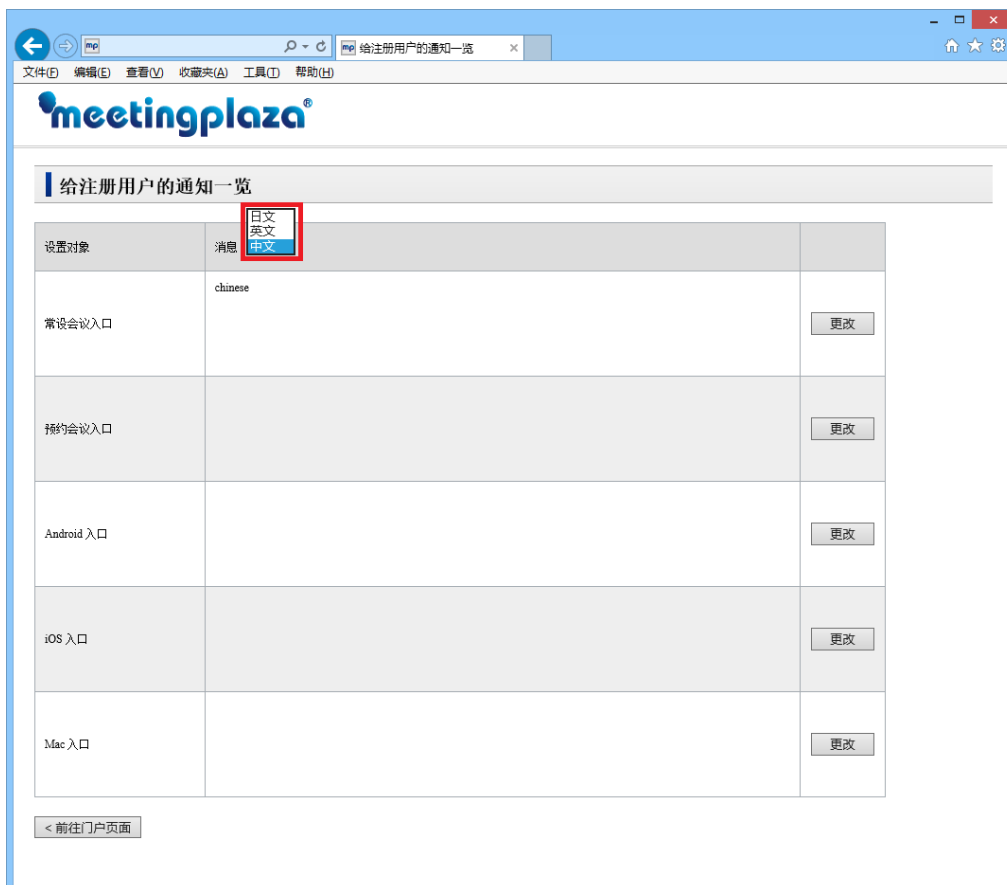 mp
mp 给注册用户的通知一览
文件(F) 编辑(E) 查看(V) 收藏夹(A) 工具(T) 帮助(H)
meetingplaza®
给注册用户的通知一览
设置对象 消息
日文
英文
中文
chinese
常设会议入口 更改
预约会议入口 更改
Android 入口 更改
iOS 入口 更改
Mac 入口 更改
< 前往门户页面